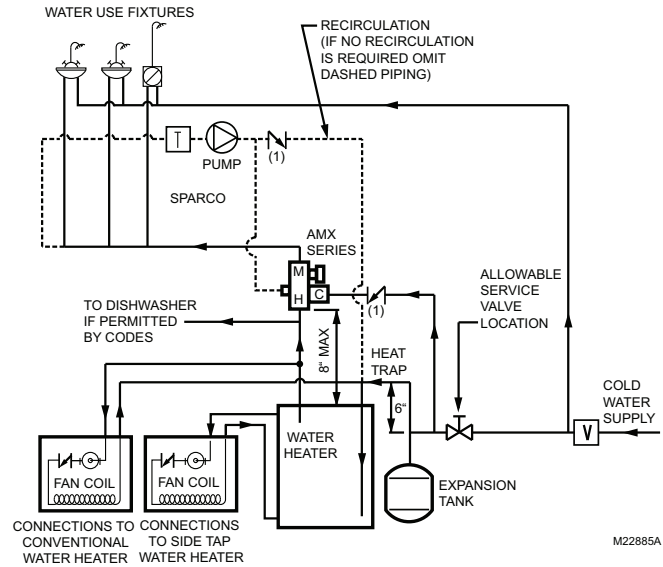 WATER USE FIXTURES
RECIRCULATION
(IF NO RECIRCULATION
IS REQUIRED OMIT
DASHED PIPING)
T
PUMP
(1)
SPARCO
AMX
SERIES
M
H
C
(1)
ALLOWABLE
SERVICE
VALVE
LOCATION
TO DISHWASHER
IF PERMITTED
BY CODES
8" MAX
HEAT
TRAP
6"
COLD
WATER
SUPPLY
V
WATER
HEATER
FAN COIL
FAN COIL
EXPANSION
TANK
CONNECTIONS TO
CONVENTIONAL
WATER HEATER
CONNECTIONS
TO SIDE TAP
WATER HEATER
M22885A